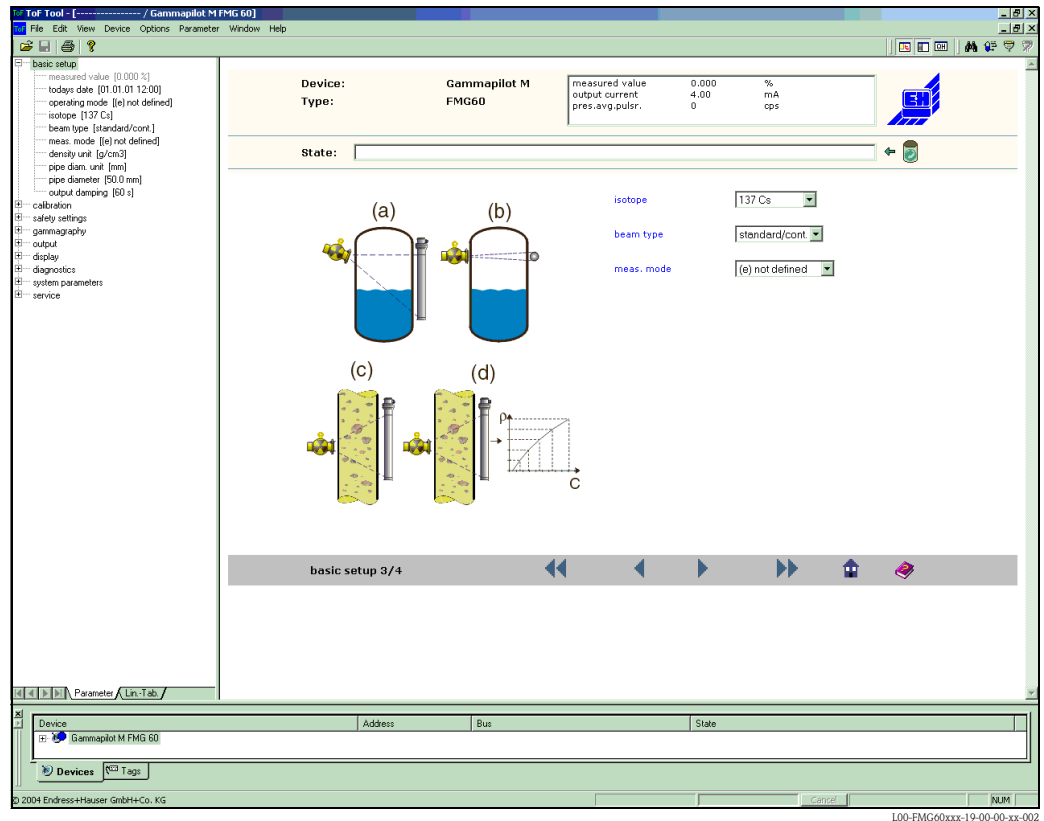 ToF Tool - [---------------- / Gammapilot M FMG 60]
ToF File Edit View Device Options Parameter Window Help
basic setup
measured value [0.000 %]
todays date [01.01.01 12:00]
operating mode [(e) not defined]
isotope [137 Cs]
beam type [standard/cont.]
meas. mode [(e) not defined]
density unit [g/cm3]
pipe diam. unit [mm]
pipe diameter [50.0 mm]
output damping [60 s]
calibration
safety settings
gammagraphy
output
display
diagnostics
system parameters
service
Parameter Lin.-Tab.
Device: Gammapilot M
Type: FMG60
measured value 0.000 %
output current 4.00 mA
pres.avg.pulsr. 0 cps
EH
State:
(a) (b)
isotope 137 Cs
beam type standard/cont.
meas. mode (e) not defined
(c) (d)
ρ
C
basic setup 3/4
Device Address Bus State
Gammapilot M FMG 60
Devices Tags
© 2004 Endress+Hauser GmbH+Co. KG Cancel NUM
L00-FMG60xxx-19-00-00-xx-002